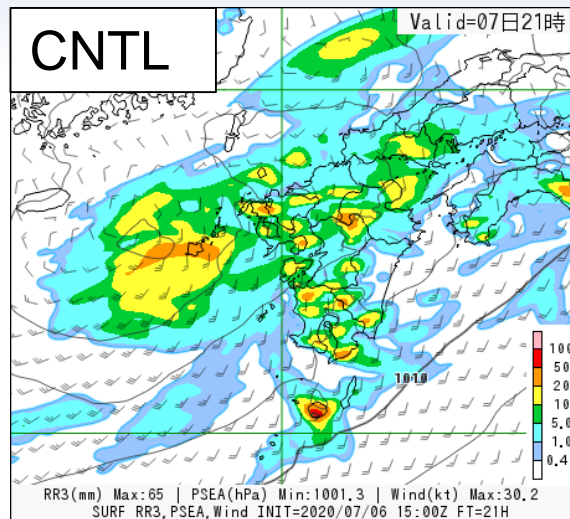 CNTL
Valid=07日21時
1010
100
50
20
10
5.0
1.0
0.4
RR3(mm) Max:65 | PSEA(hPa) Min:1001.3 | Wind(kt) Max:30.2
SURF RR3,PSEA,Wind INIT=2020/07/06 15:00Z FT=21H